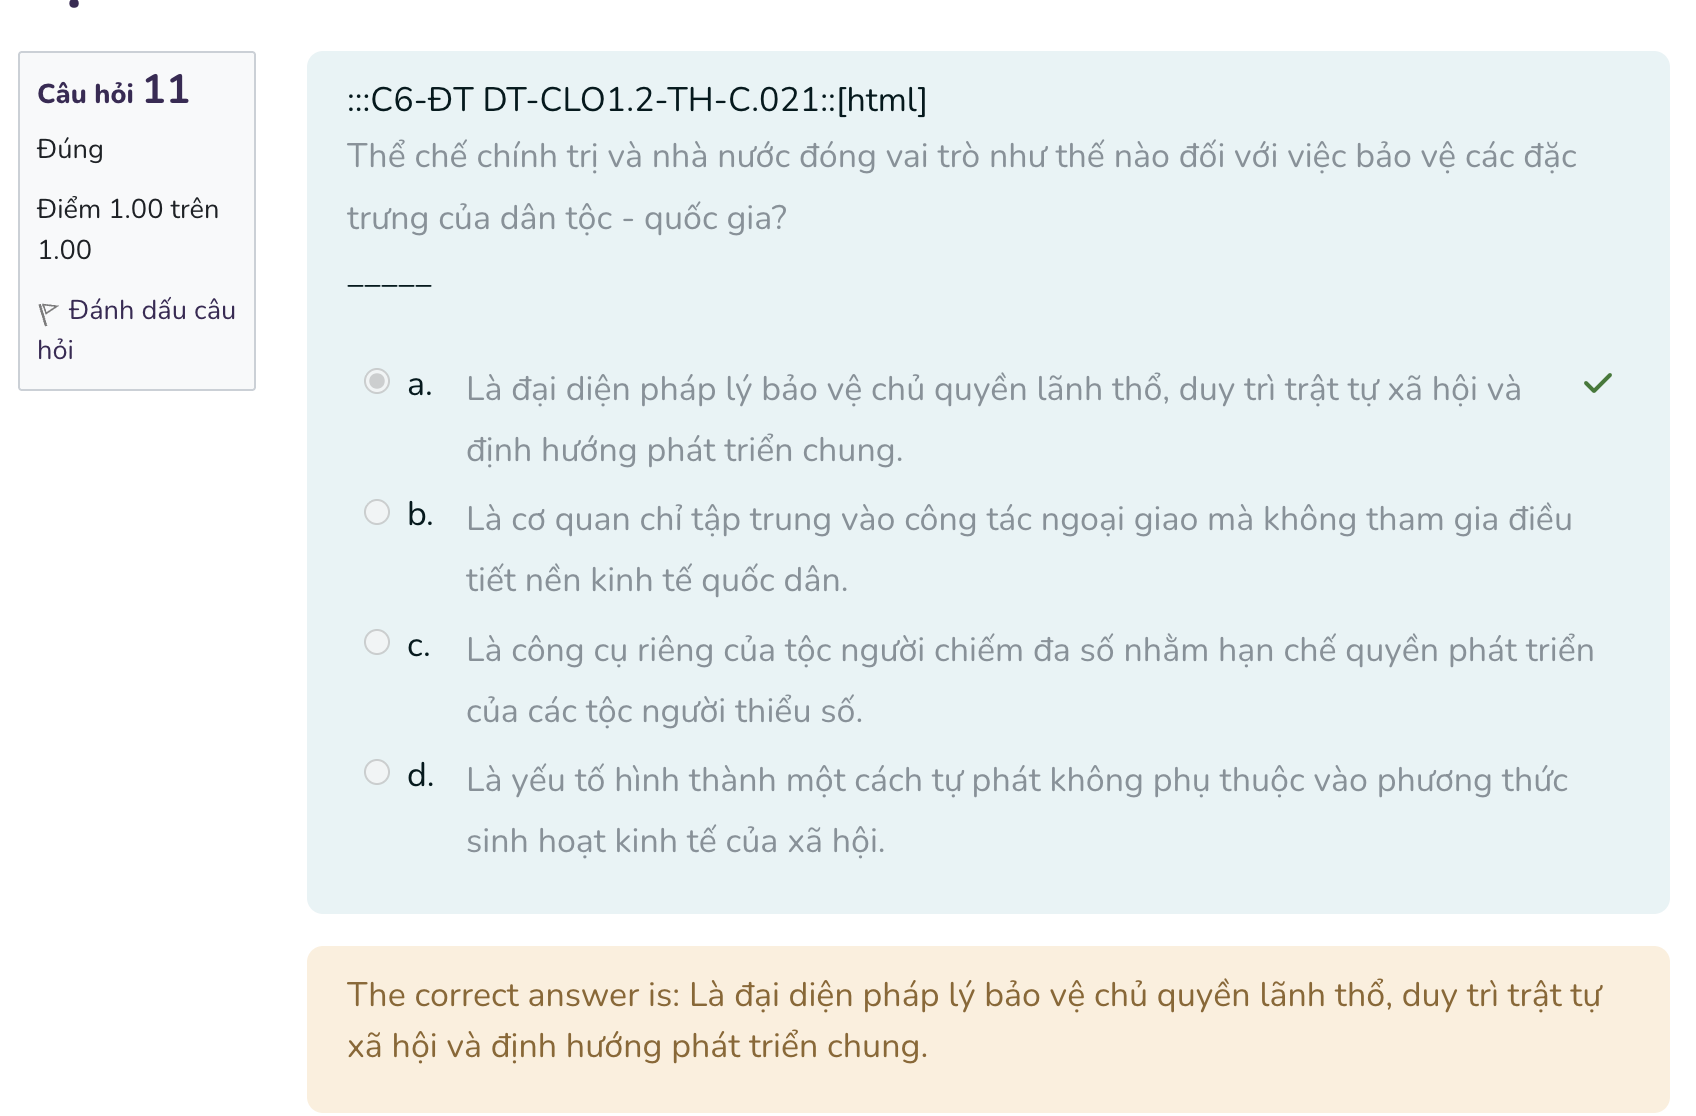 Câu hỏi 11
Đúng
Điểm 1.00 trên
1.00
Đánh dấu câu
hỏi
:::C6-ĐT DT-CLO1.2-TH-C.021::[html]
Thể chế chính trị và nhà nước đóng vai trò như thế nào đối với việc bảo vệ các đặc
trưng của dân tộc - quốc gia?
_____
a. Là đại diện pháp lý bảo vệ chủ quyền lãnh thổ, duy trì trật tự xã hội và
định hướng phát triển chung.
b. Là cơ quan chỉ tập trung vào công tác ngoại giao mà không tham gia điều
tiết nền kinh tế quốc dân.
c. Là công cụ riêng của tộc người chiếm đa số nhằm hạn chế quyền phát triển
của các tộc người thiểu số.
d. Là yếu tố hình thành một cách tự phát không phụ thuộc vào phương thức
sinh hoạt kinh tế của xã hội.
The correct answer is: Là đại diện pháp lý bảo vệ chủ quyền lãnh thổ, duy trì trật tự
xã hội và định hướng phát triển chung.